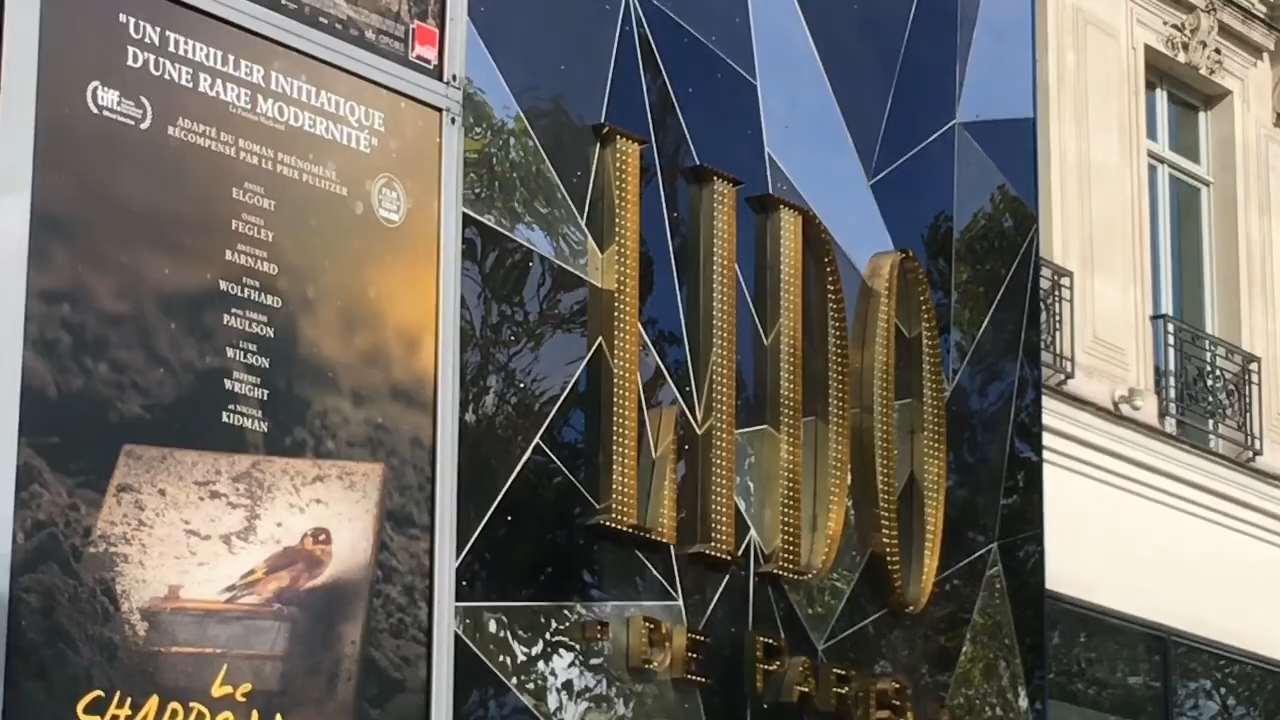 "UN THRILLER INITIATIQUE
D'UNE RARE MODERNITÉ"
tiff.
ADAPTÉ DU ROMAN PHÉNOMÈNE,
RÉCOMPENSÉ PAR LE PRIX PULITZER
ANSEL
ELGORT
OAKES
FEGLEY
ANEURIN
BARNARD
FINN
WOLFHARD
avec SARAH
PAULSON
LUKE
WILSON
JEFFREY
WRIGHT
et NICOLE
KIDMAN
Le
LIDO
DE PARIS